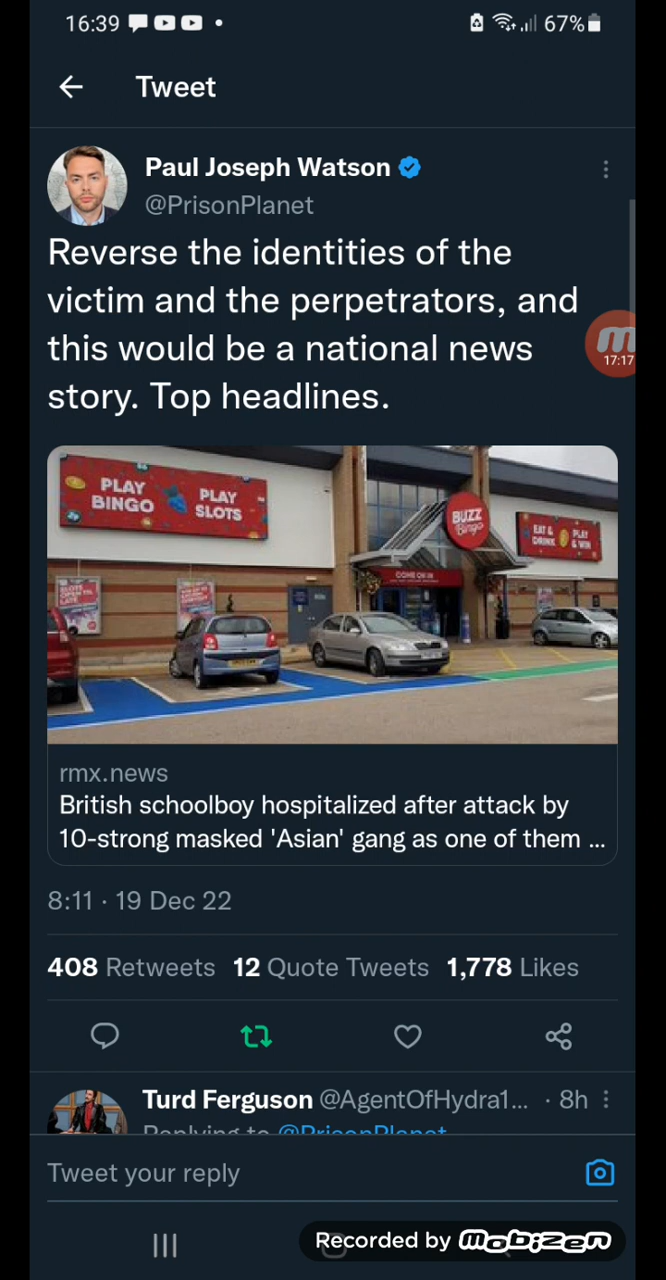 16:39 67%
Tweet
Paul Joseph Watson
@PrisonPlanet
Reverse the identities of the
victim and the perpetrators, and
this would be a national news
story. Top headlines.
17:17
PLAY
BINGO
PLAY
SLOTS
BUZZ
Bingo
EAT &
DRINK
PLAY
& WIN
COME ON IN
rmx.news
British schoolboy hospitalized after attack by
10-strong masked 'Asian' gang as one of them ...
8:11 · 19 Dec 22
408 Retweets 12 Quote Tweets 1,778 Likes
Turd Ferguson @AgentOfHydra1... · 8h
Replying to @PrisonPlanet
Tweet your reply
Recorded by mobizen